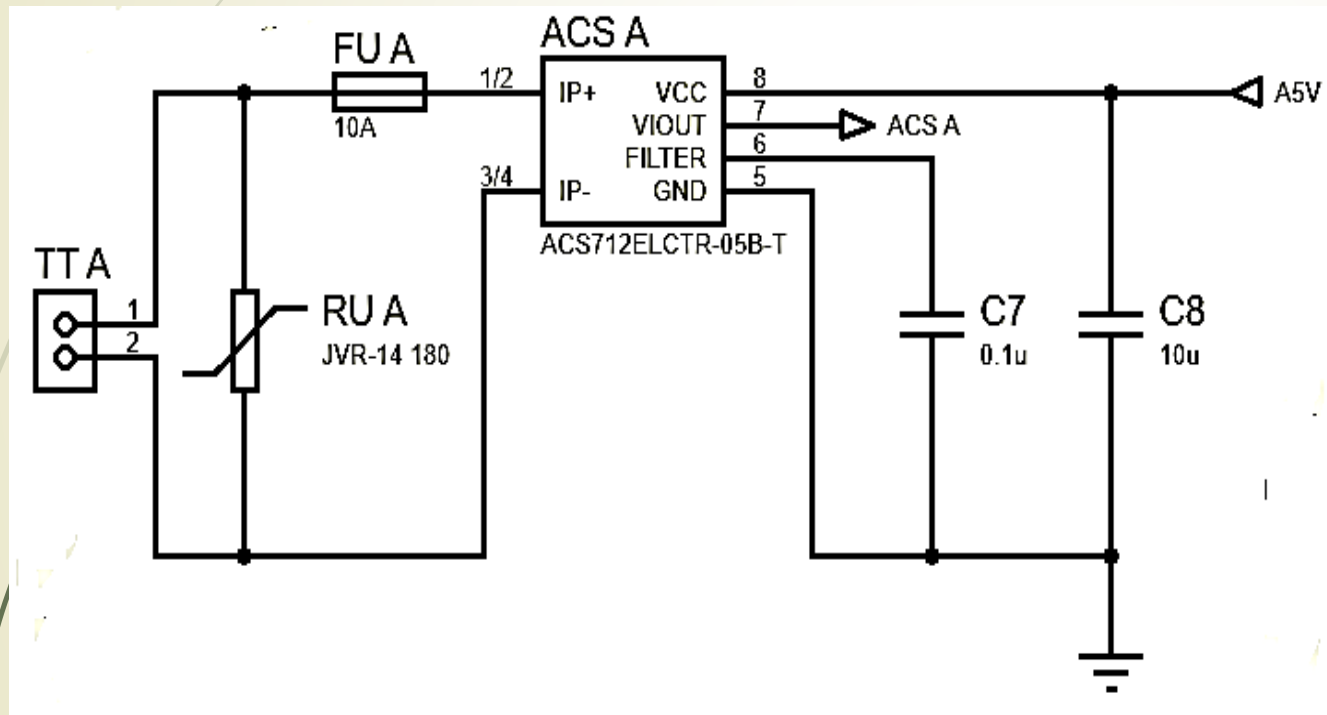 ACS A
FU A
10A
1/2
IP+
VCC
8
A5V
VIOUT
7
ACS A
FILTER
6
3/4
IP-
GND
5
ACS712ELCTR-05B-T
TT A
1
2
RU A
JVR-14 180
C7
0.1u
C8
10u